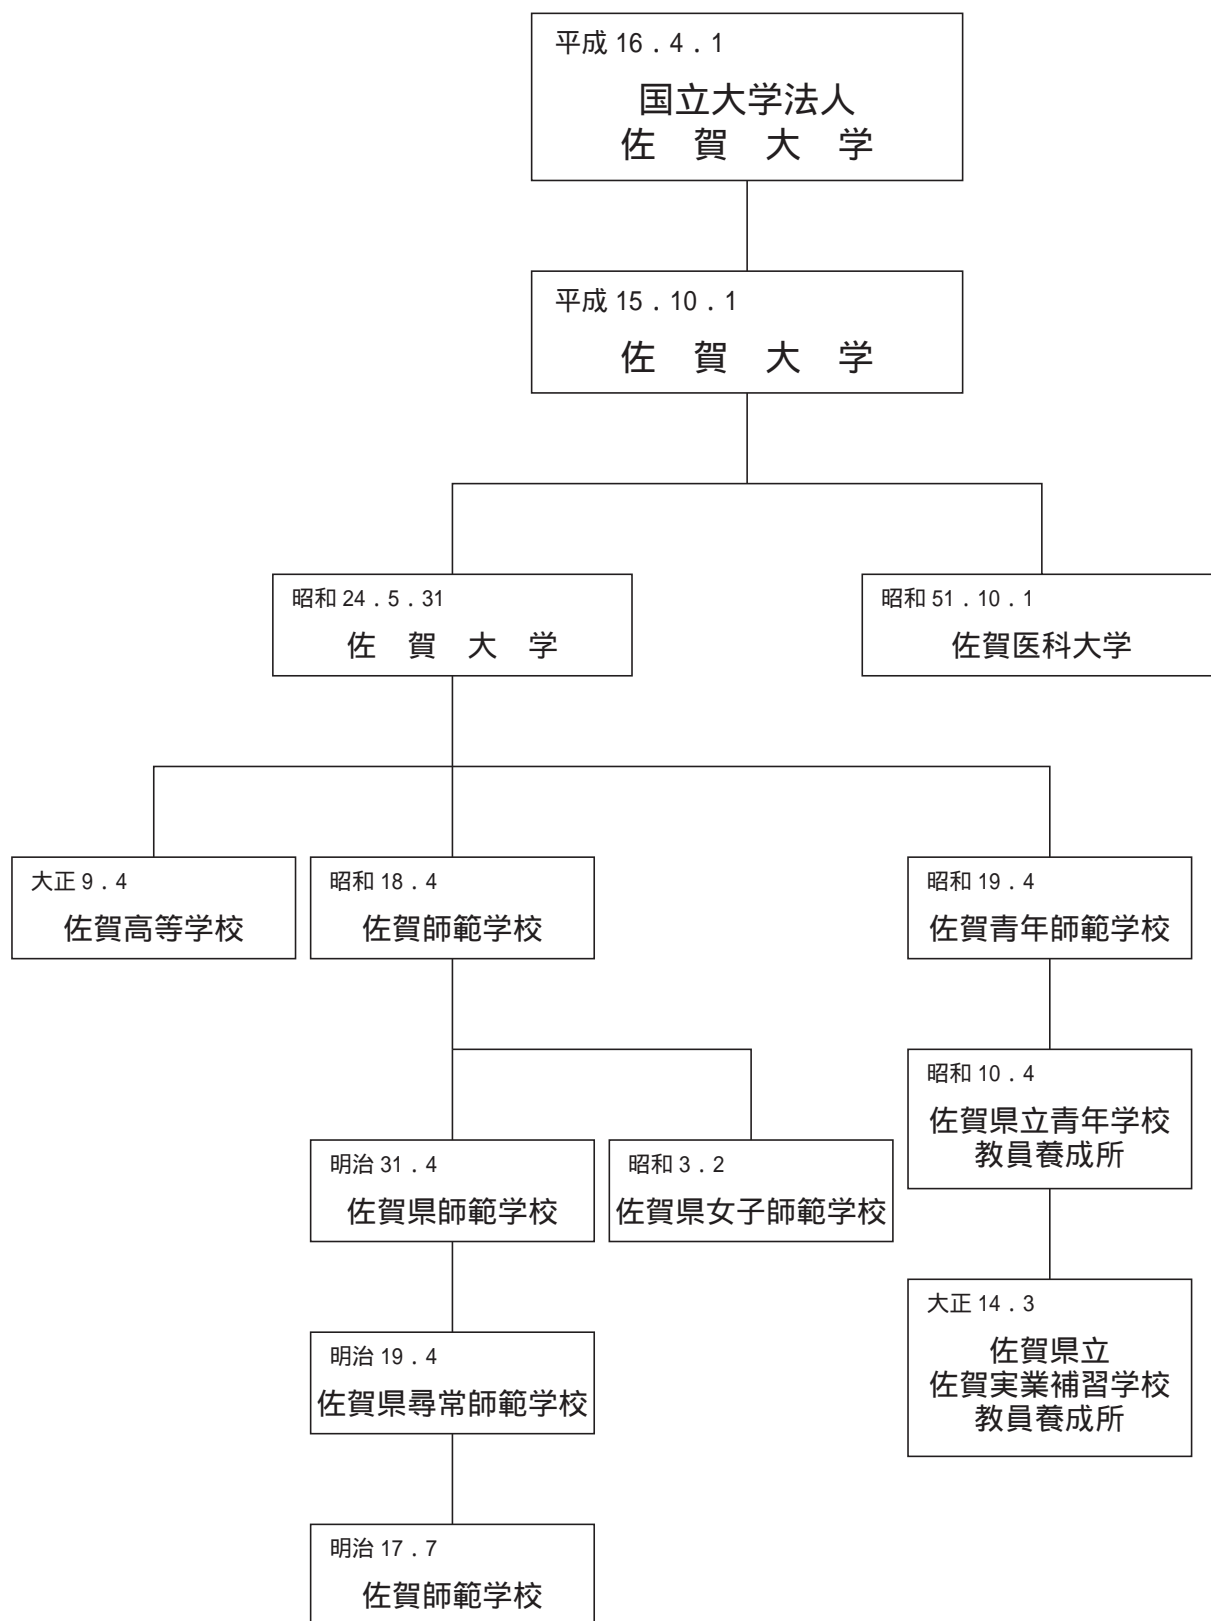 平成 16 . 4 . 1
国立大学法人
佐 賀 大 学
平成 15 . 10 . 1
佐 賀 大 学
昭和 24 . 5 . 31
佐 賀 大 学
昭和 51 . 10 . 1
佐賀医科大学
大正 9 . 4
佐賀高等学校
昭和 18 . 4
佐賀師範学校
昭和 19 . 4
佐賀青年師範学校
昭和 10 . 4
佐賀県立青年学校
教員養成所
明治 31 . 4
佐賀県師範学校
昭和 3 . 2
佐賀県女子師範学校
大正 14 . 3
佐賀県立
佐賀実業補習学校
教員養成所
明治 19 . 4
佐賀県尋常師範学校
明治 17 . 7
佐賀師範学校